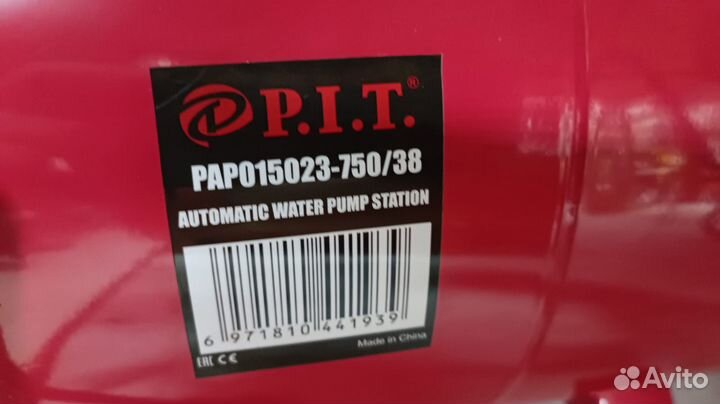 P.I.T.®
PAP015023-750/38
AUTOMATIC WATER PUMP STATION
6 971810 441939
Made in China
EAC CE
Avito